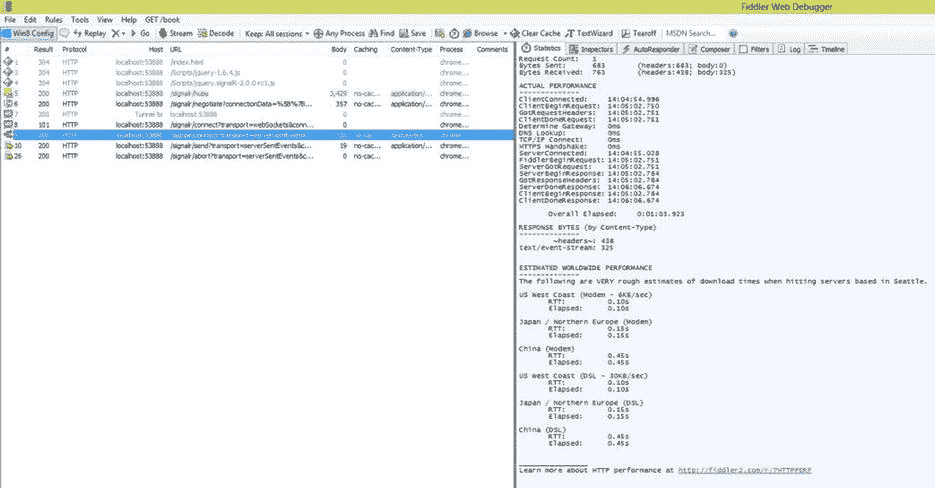 Fiddler Web Debugger
File Edit Rules Tools View Help GET /book
Win8 Config Replay Go Stream Decode Keep: All sessions Any Process Find Save Browse Clear Cache TextWizard Tearoff MSDN Search...
# Result Protocol Host URL Body Caching Content-Type Process Comments
1 304 HTTP localhost:53888 /index.html 0 chrome...
3 304 HTTP localhost:53888 /Scripts/jquery-1.6.4.js 0 chrome...
4 304 HTTP localhost:53888 /Scripts/jquery.signalR-2.0.0-rc1.js 0 chrome...
5 200 HTTP localhost:53888 /signalr/hubs 3,429 no-cac... application/... chrome...
6 200 HTTP localhost:53888 /signalr/negotiate?connectionData=%5B%7B... 357 no-cac... application/... chrome...
7 200 HTTP Tunnel to localhost:53888 0 chrome...
8 101 HTTP localhost:53888 /signalr/connect?transport=webSockets&conn... 0 chrome...
10 200 HTTP localhost:53888 /signalr/send?transport=serverSentEvents&c... 19 no-cac... application/... chrome...
26 200 HTTP localhost:53888 /signalr/abort?transport=serverSentEvents&c... 0 no-cac... chrome...
Statistics Inspectors AutoResponder Composer Filters Log Timeline
Request Count: 1
Bytes Sent: 683 (headers:683; body:0)
Bytes Received: 763 (headers:438; body:325)
ACTUAL PERFORMANCE
--------------
ClientConnected: 14:04:54.996
ClientBeginRequest: 14:05:02.750
GotRequestHeaders: 14:05:02.751
ClientDoneRequest: 14:05:02.751
Determine Gateway: 0ms
DNS Lookup: 0ms
TCP/IP Connect: 0ms
HTTPS Handshake: 0ms
ServerConnected: 14:04:55.028
FiddlerBeginRequest: 14:05:02.751
ServerGotRequest: 14:05:02.751
ServerBeginResponse: 14:05:02.784
GotResponseHeaders: 14:05:02.784
ServerDoneResponse: 14:06:06.674
ClientBeginResponse: 14:05:02.784
ClientDoneResponse: 14:06:06.674
Overall Elapsed: 0:01:03.923
RESPONSE BYTES (by Content-Type)
--------------
~headers~: 438
text/event-stream: 325
ESTIMATED WORLDWIDE PERFORMANCE
--------------
The following are VERY rough estimates of download times when hitting servers based in Seattle.
US West Coast (Modem - 6KB/sec)
RTT: 0.10s
Elapsed: 0.10s
Japan / Northern Europe (Modem)
RTT: 0.15s
Elapsed: 0.15s
China (Modem)
RTT: 0.45s
Elapsed: 0.45s
US West Coast (DSL - 30KB/sec)
RTT: 0.10s
Elapsed: 0.10s
Japan / Northern Europe (DSL)
RTT: 0.15s
Elapsed: 0.15s
China (DSL)
RTT: 0.45s
Elapsed: 0.45s
Learn more about HTTP performance at http://fiddler2.com/r/?HTTPPERF